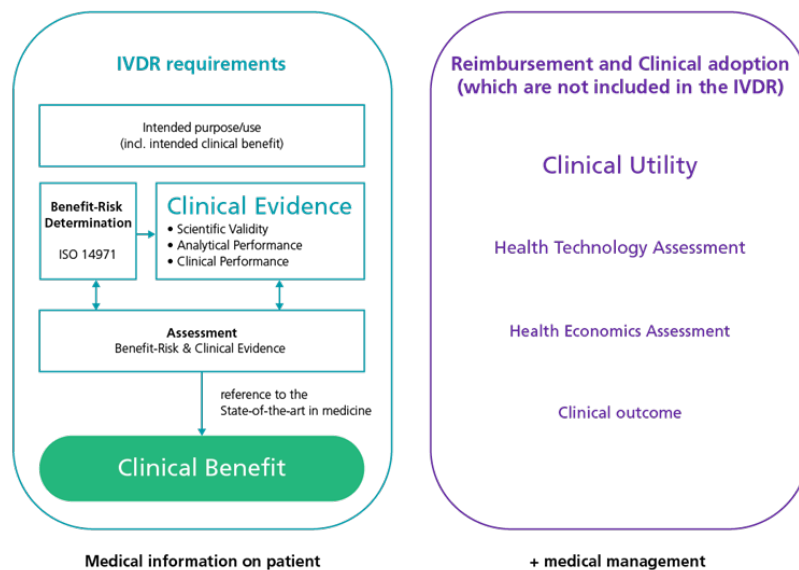 IVDR requirements
Intended purpose/use
(incl. intended clinical benefit)
Benefit-Risk
Determination
ISO 14971
Clinical Evidence
• Scientific Validity
• Analytical Performance
• Clinical Performance
Assessment
Benefit-Risk & Clinical Evidence
reference to the
State-of-the-art in medicine
Clinical Benefit
Medical information on patient
Reimbursement and Clinical adoption
(which are not included in the IVDR)
Clinical Utility
Health Technology Assessment
Health Economics Assessment
Clinical outcome
+ medical management